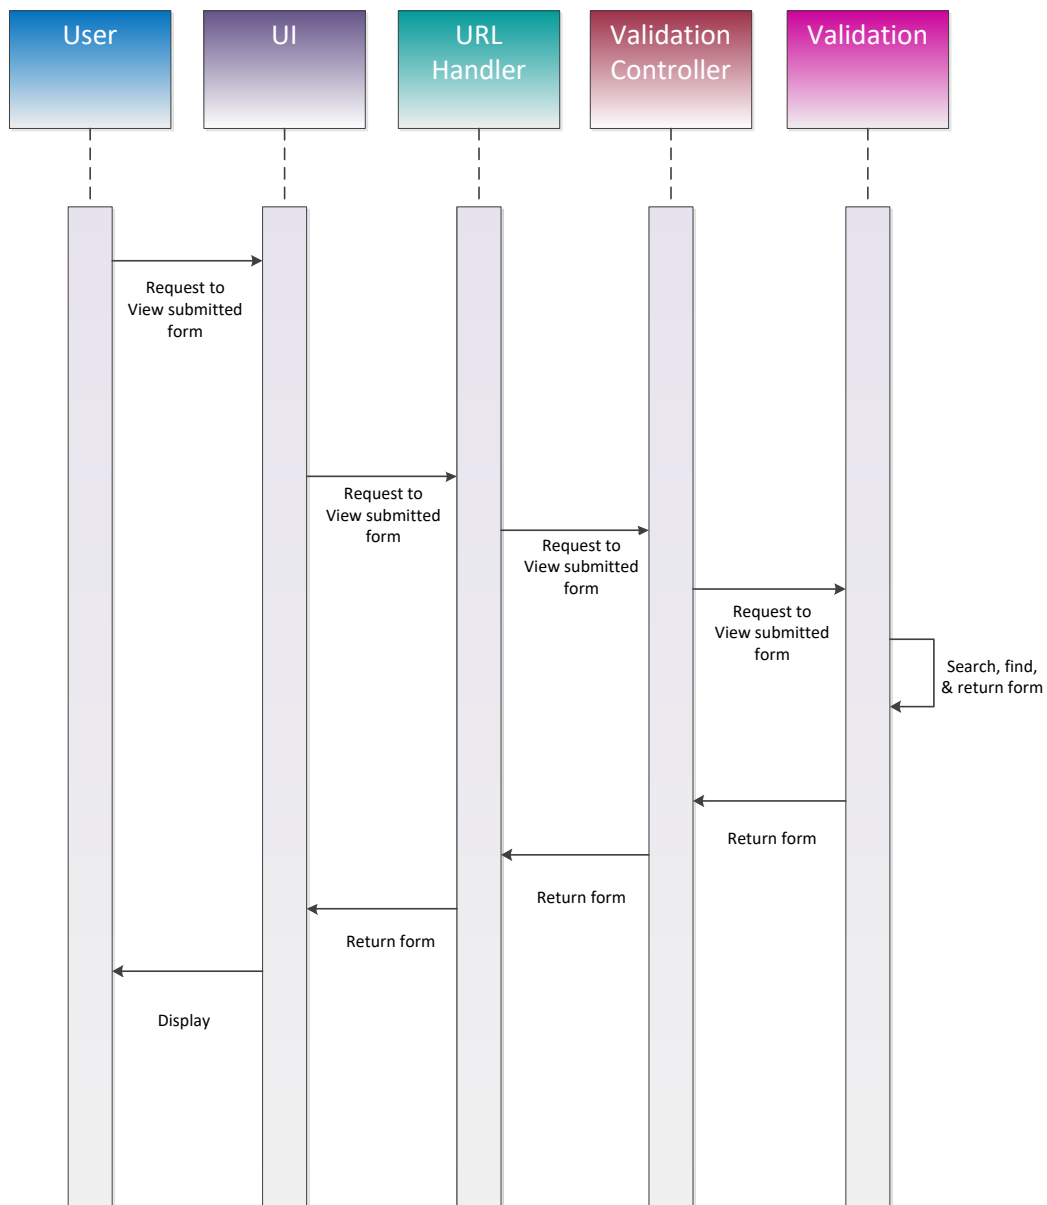 User
UI
URL
Handler
Validation
Controller
Validation
Request to
View submitted
form
Request to
View submitted
form
Request to
View submitted
form
Request to
View submitted
form
Search, find,
& return form
Return form
Return form
Return form
Display